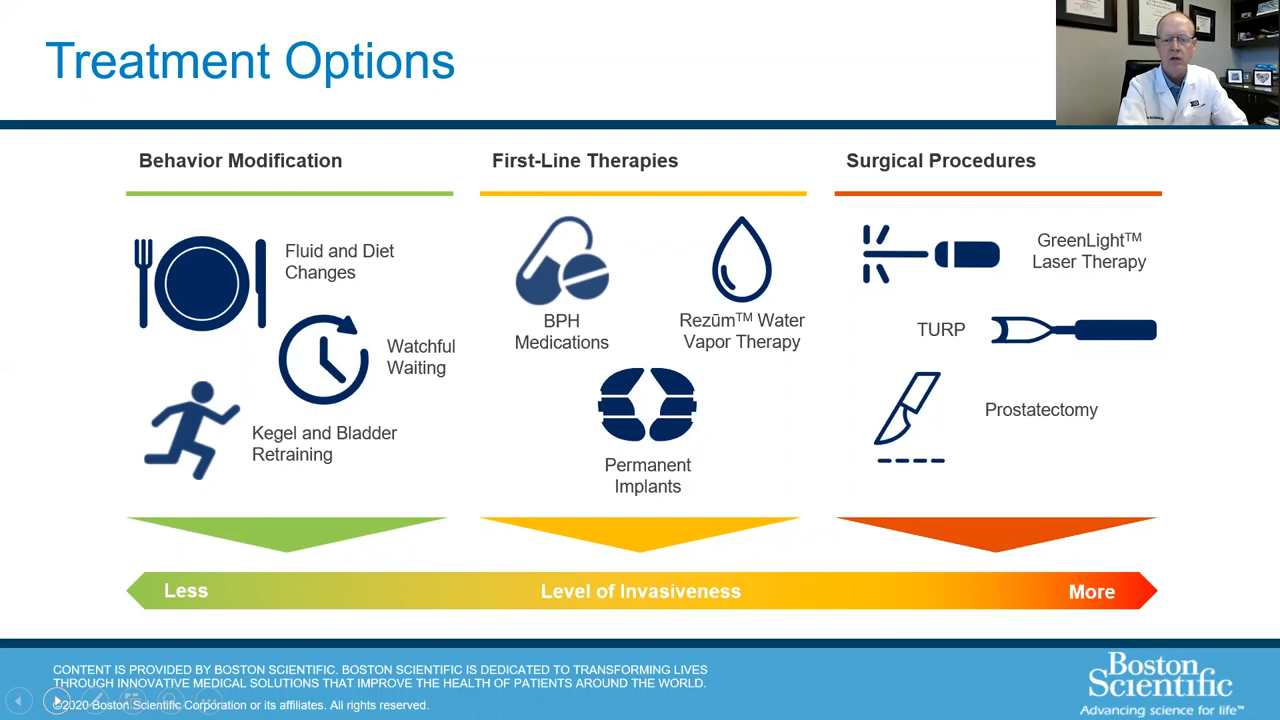 Treatment Options
Behavior Modification
Fluid and Diet
Changes
Watchful
Waiting
Kegel and Bladder
Retraining
First-Line Therapies
BPH
Medications
Rezūm™ Water
Vapor Therapy
Permanent
Implants
Surgical Procedures
GreenLight™
Laser Therapy
TURP
Prostatectomy
Less
Level of Invasiveness
More
CONTENT IS PROVIDED BY BOSTON SCIENTIFIC. BOSTON SCIENTIFIC IS DEDICATED TO TRANSFORMING LIVES
THROUGH INNOVATIVE MEDICAL SOLUTIONS THAT IMPROVE THE HEALTH OF PATIENTS AROUND THE WORLD.
©2020 Boston Scientific Corporation or its affiliates. All rights reserved.
Boston
Scientific
Advancing science for life™